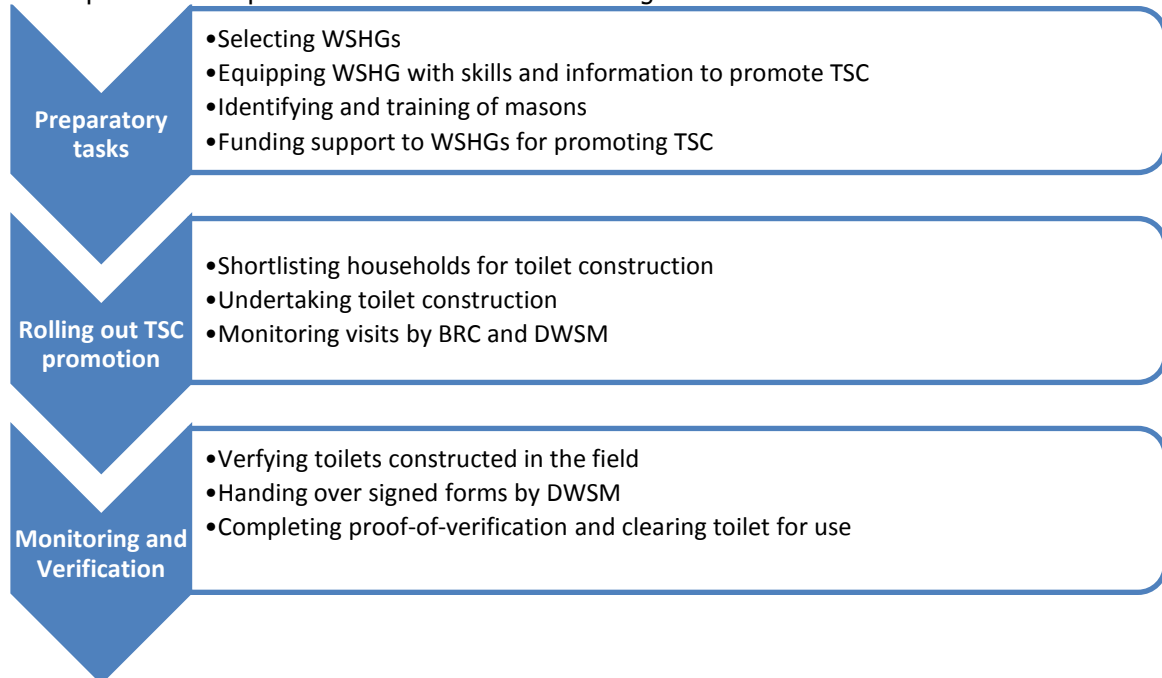 Preparatory
tasks
•Selecting WSHGs
•Equipping WSHG with skills and information to promote TSC
•Identifying and training of masons
•Funding support to WSHGs for promoting TSC
Rolling out TSC
promotion
•Shortlisting households for toilet construction
•Undertaking toilet construction
•Monitoring visits by BRC and DWSM
Monitoring and
Verification
•Verfying toilets constructed in the field
•Handing over signed forms by DWSM
•Completing proof-of-verification and clearing toilet for use